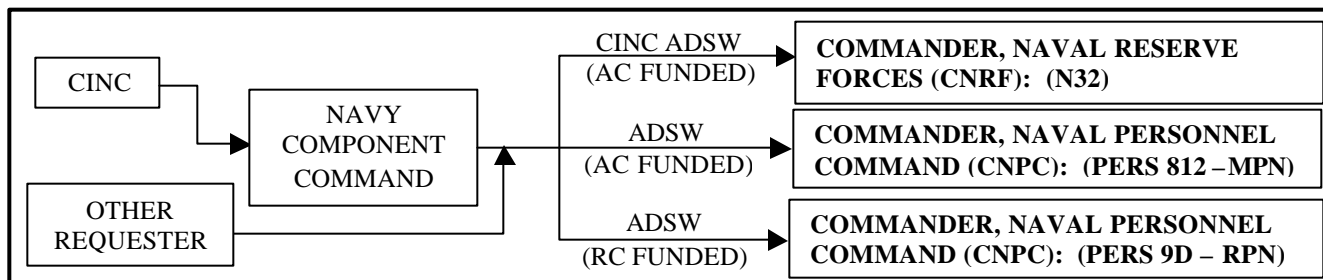 CINC
NAVY
COMPONENT
COMMAND
OTHER
REQUESTER
CINC ADSW
(AC FUNDED)
COMMANDER, NAVAL RESERVE
FORCES (CNRF): (N32)
ADSW
(AC FUNDED)
COMMANDER, NAVAL PERSONNEL
COMMAND (CNPC): (PERS 812 – MPN)
ADSW
(RC FUNDED)
COMMANDER, NAVAL PERSONNEL
COMMAND (CNPC): (PERS 9D – RPN)